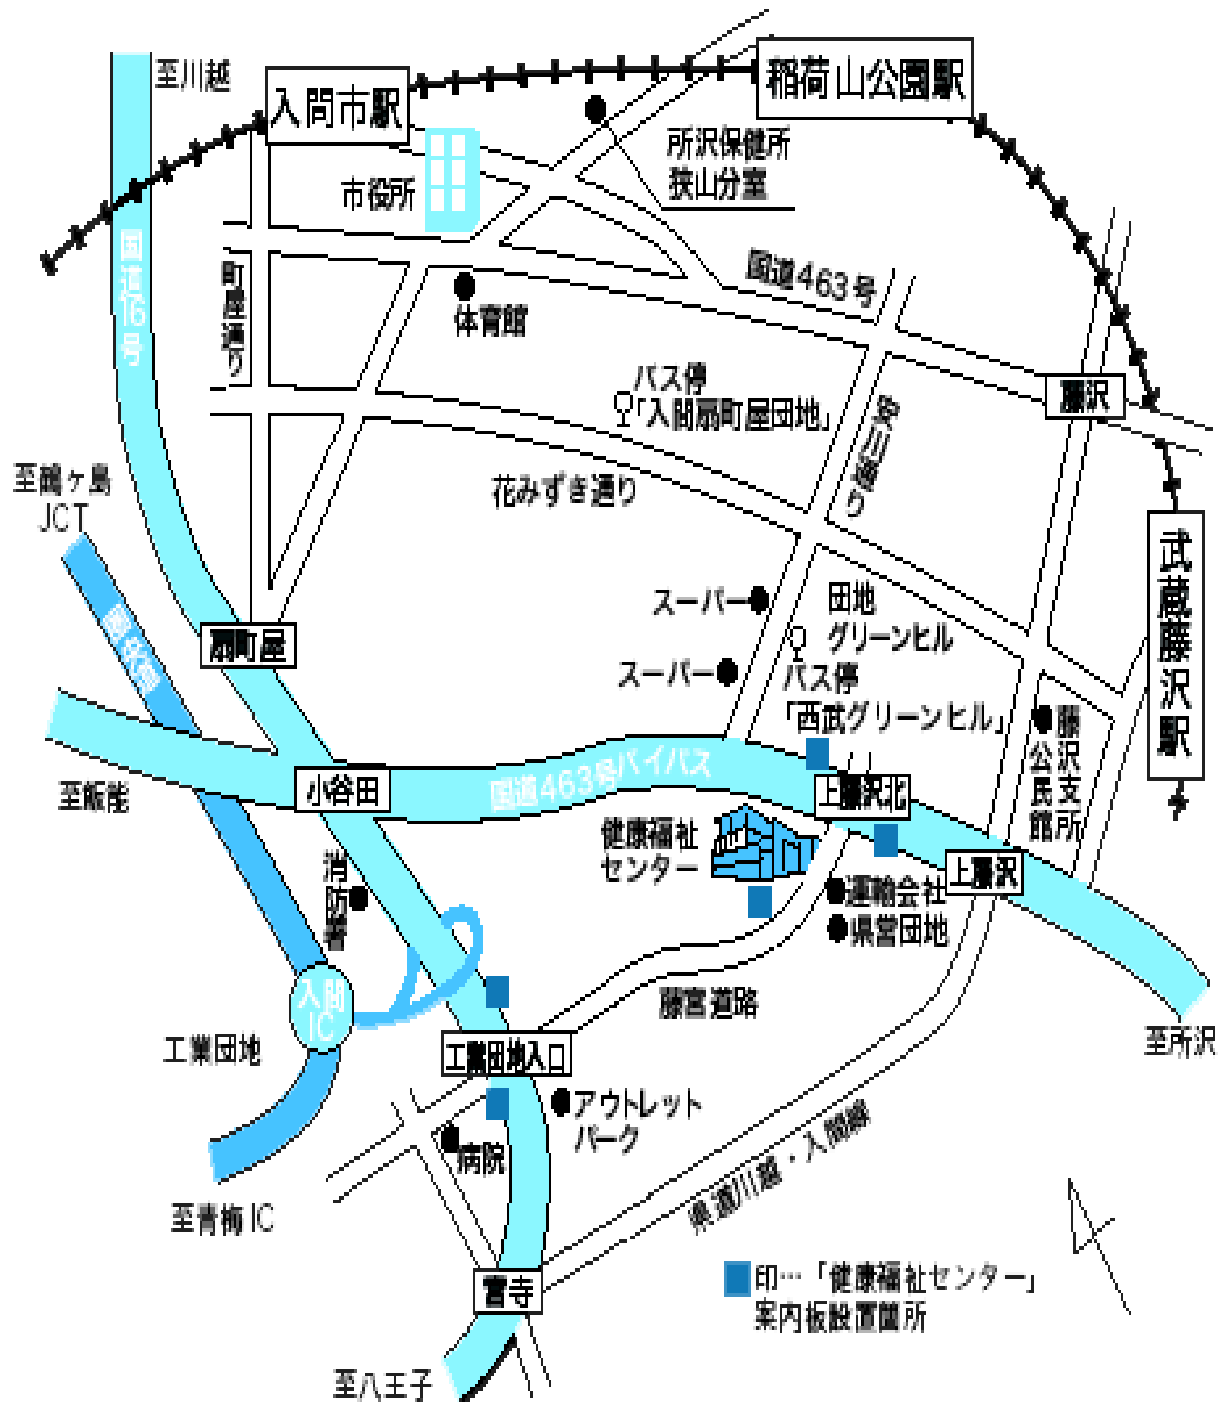 至川越
入間市駅
稲荷山公園駅
所沢保健所
狭山分室
市役所
国道16号
町屋通り
国道463号
体育館
バス停
「入間扇町屋団地」
藤沢
花みずき通り
至鶴ヶ島
JCT
武蔵藤沢駅
スーパー
団地
グリーンヒル
スーパー
バス停
「西武グリーンヒル」
扇町屋
圏央道
藤沢支所
公民館
至飯能
小谷田
国道463号バイパス
上藤沢北
健康福祉
センター
上藤沢
消防署
運輸会社
県営団地
入間
IC
藤宮道路
工業団地
工業団地入口
至所沢
アウトレット
パーク
病院
県道川越・入間線
至青梅IC
宮寺
印…「健康福祉センター」
案内板設置箇所
至八王子